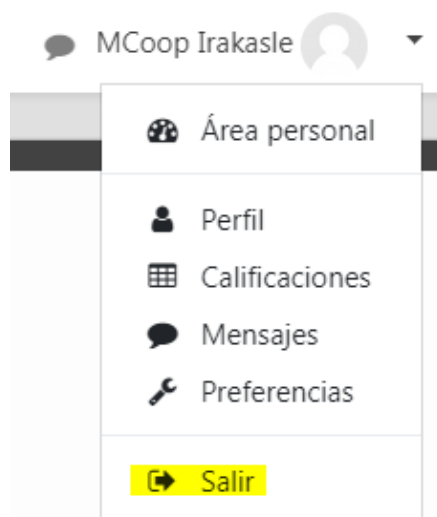 MCoop Irakasle
Área personal
Perfil
Calificaciones
Mensajes
Preferencias
Salir